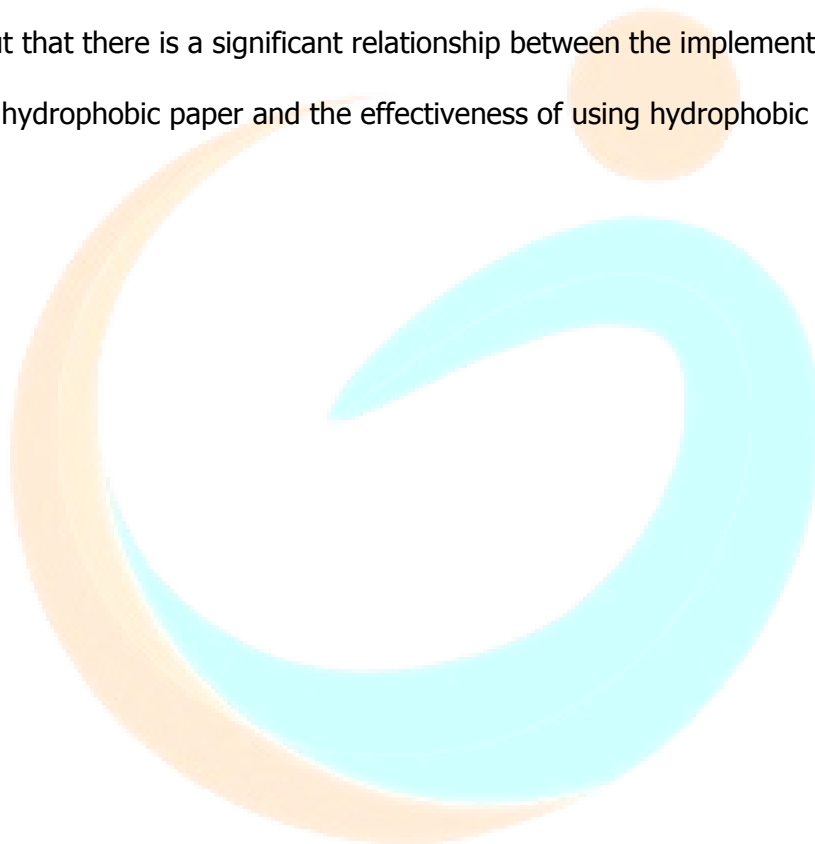 that there is a significant relationship between the implement
hydrophobic paper and the effectiveness of using hydrophobic